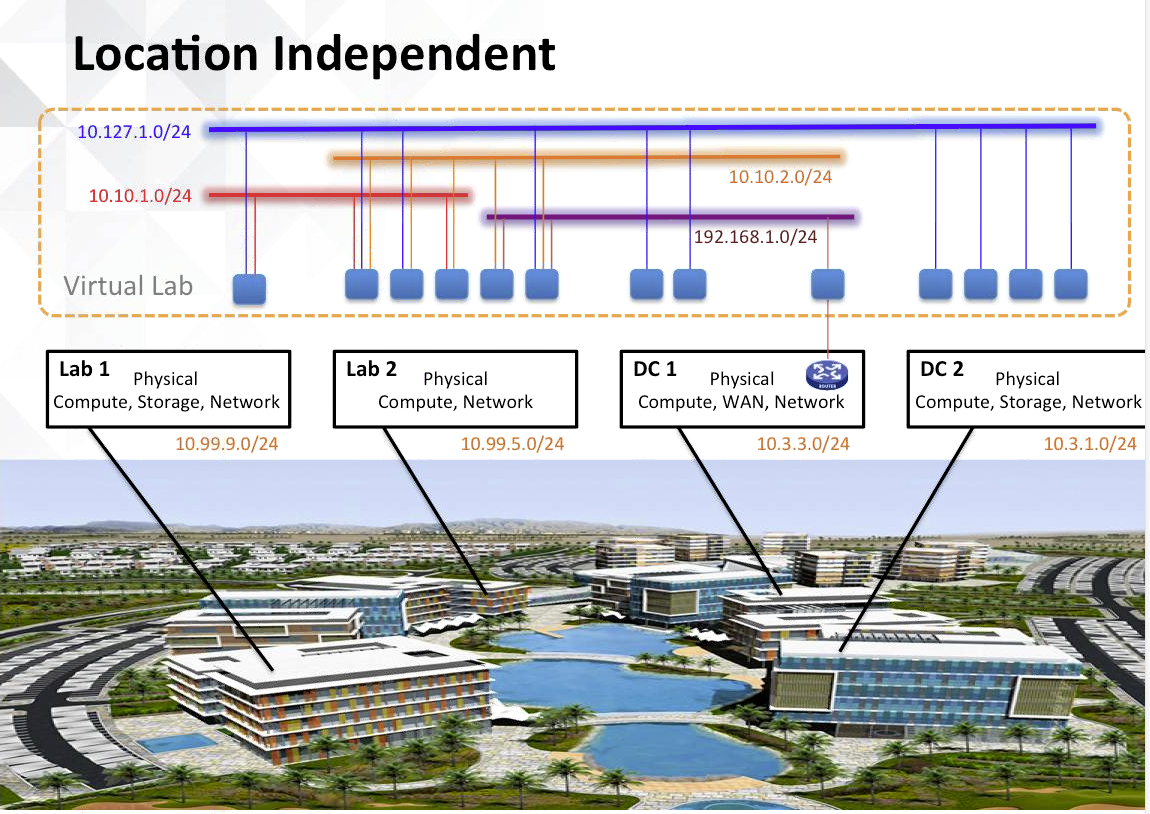 Location Independent
10.127.1.0/24
10.10.2.0/24
10.10.1.0/24
192.168.1.0/24
Virtual Lab
Lab 1
Physical
Compute, Storage, Network
10.99.9.0/24
Lab 2
Physical
Compute, Network
10.99.5.0/24
DC 1
Physical
Compute, WAN, Network
ROUTER
10.3.3.0/24
DC 2
Physical
Compute, Storage, Network
10.3.1.0/24